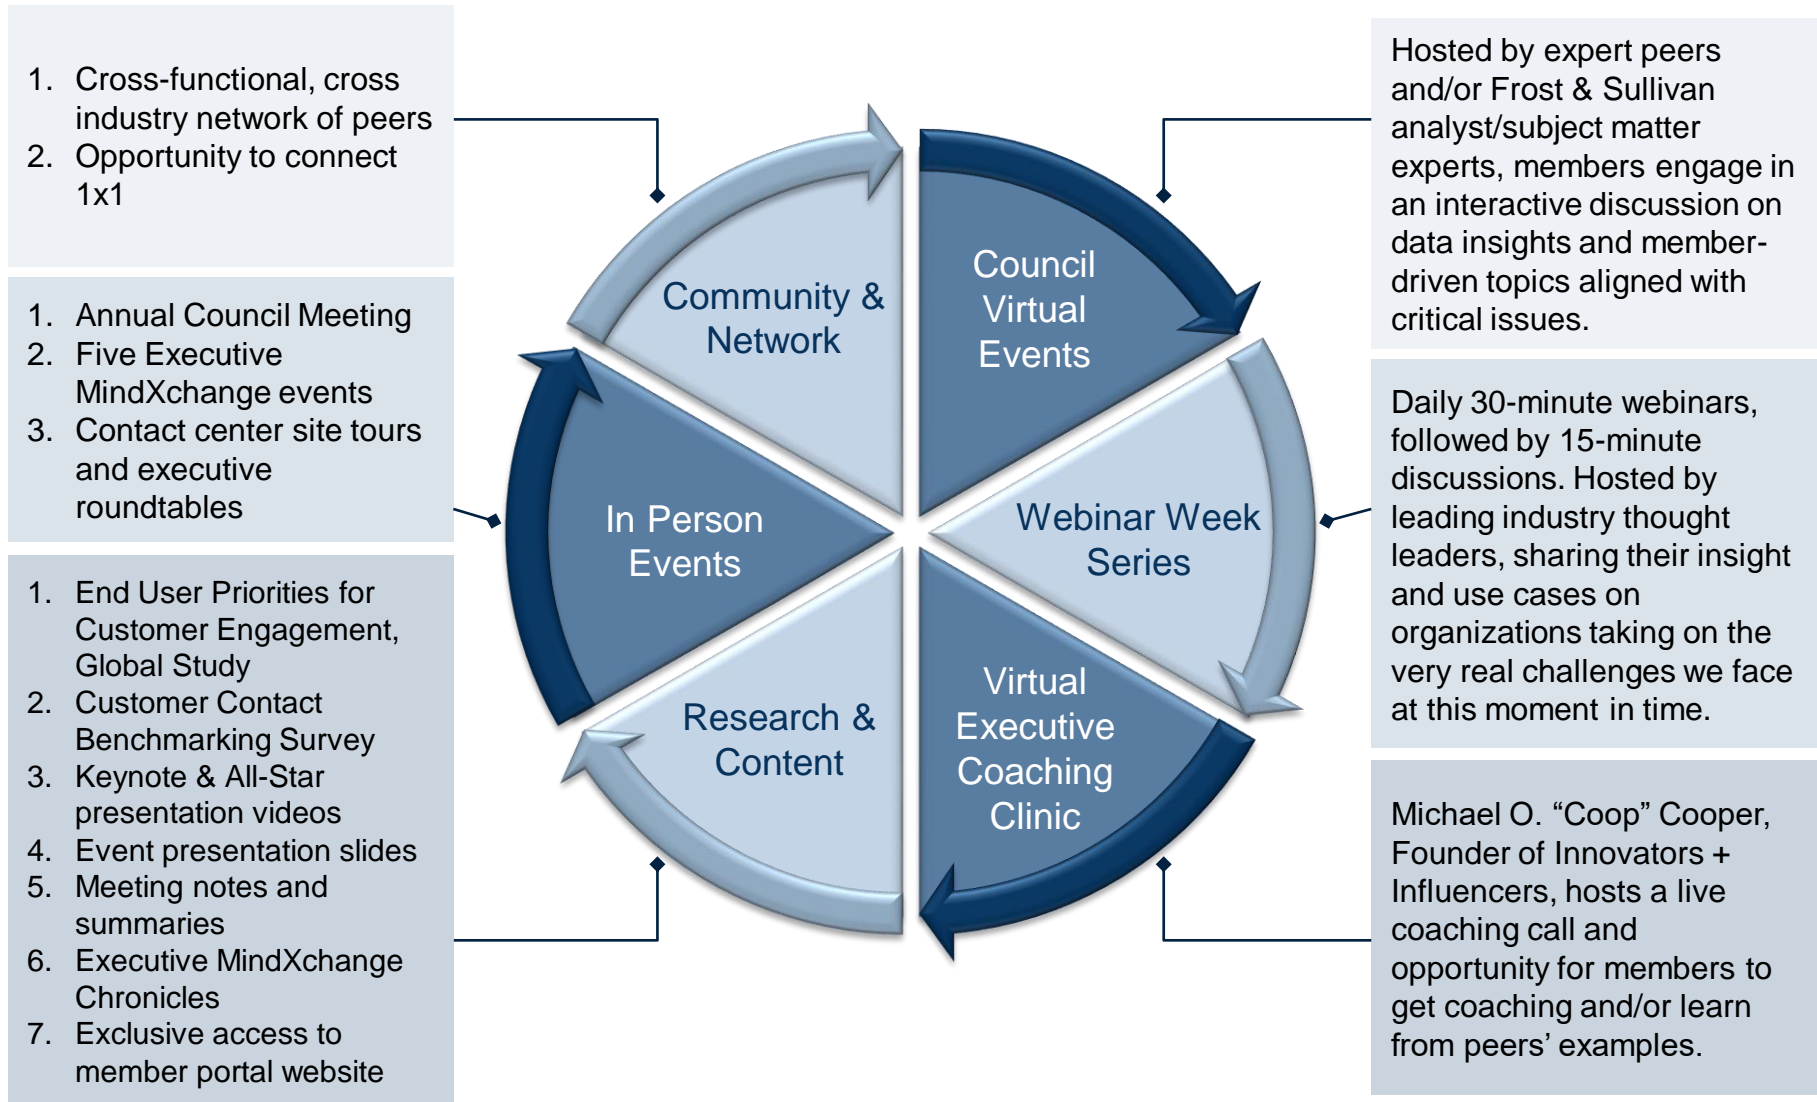 1. Cross-functional, cross
industry network of peers
2. Opportunity to connect
1x1
1. Annual Council Meeting
2. Five Executive
MindXchange events
3. Contact center site tours
and executive
roundtables
1. End User Priorities for
Customer Engagement,
Global Study
2. Customer Contact
Benchmarking Survey
3. Keynote & All-Star
presentation videos
4. Event presentation slides
5. Meeting notes and
summaries
6. Executive MindXchange
Chronicles
7. Exclusive access to
member portal website
Community &
Network
Council
Virtual
Events
In Person
Events
Webinar Week
Series
Research &
Content
Virtual
Executive
Coaching
Clinic
Hosted by expert peers
and/or Frost & Sullivan
analyst/subject matter
experts, members engage in
an interactive discussion on
data insights and member-
driven topics aligned with
critical issues.
Daily 30-minute webinars,
followed by 15-minute
discussions. Hosted by
leading industry thought
leaders, sharing their insight
and use cases on
organizations taking on the
very real challenges we face
at this moment in time.
Michael O. “Coop” Cooper,
Founder of Innovators +
Influencers, hosts a live
coaching call and
opportunity for members to
get coaching and/or learn
from peers’ examples.